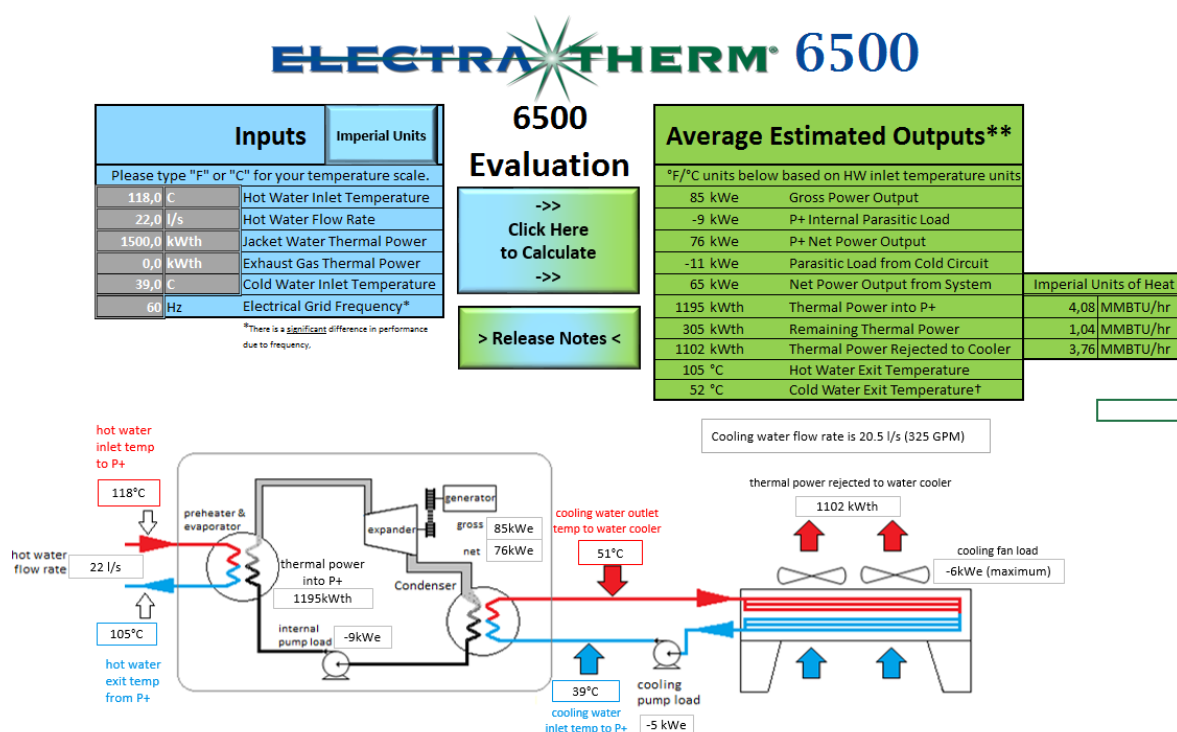 ELECTRATHERM® 6500
Inputs
Imperial Units
Please type "F" or "C" for your temperature scale.
118,0 C Hot Water Inlet Temperature
22,0 l/s Hot Water Flow Rate
1500,0 kWth Jacket Water Thermal Power
0,0 kWth Exhaust Gas Thermal Power
39,0 C Cold Water Inlet Temperature
60 Hz Electrical Grid Frequency*
*There is a significant difference in performance
due to frequency,
6500
Evaluation
->>
Click Here
to Calculate
->>
> Release Notes <
Average Estimated Outputs**
°F/°C units below based on HW inlet temperature units
85 kWe Gross Power Output
-9 kWe P+ Internal Parasitic Load
76 kWe P+ Net Power Output
-11 kWe Parasitic Load from Cold Circuit
65 kWe Net Power Output from System Imperial Units of Heat
1195 kWth Thermal Power into P+ 4,08 MMBTU/hr
305 kWth Remaining Thermal Power 1,04 MMBTU/hr
1102 kWth Thermal Power Rejected to Cooler 3,76 MMBTU/hr
105 °C Hot Water Exit Temperature
52 °C Cold Water Exit Temperature†
Cooling water flow rate is 20.5 l/s (325 GPM)
hot water
inlet temp
to P+
118°C
hot water
flow rate
22 l/s
105°C
hot water
exit temp
from P+
preheater &
evaporator
expander
generator
gross 85kWe
net 76kWe
thermal power
into P+
1195kWth
Condenser
internal
pump load
-9kWe
cooling water outlet
temp to water cooler
51°C
39°C
cooling water
inlet temp to P+
cooling
pump load
-5 kWe
thermal power rejected to water cooler
1102 kWth
cooling fan load
-6kWe (maximum)